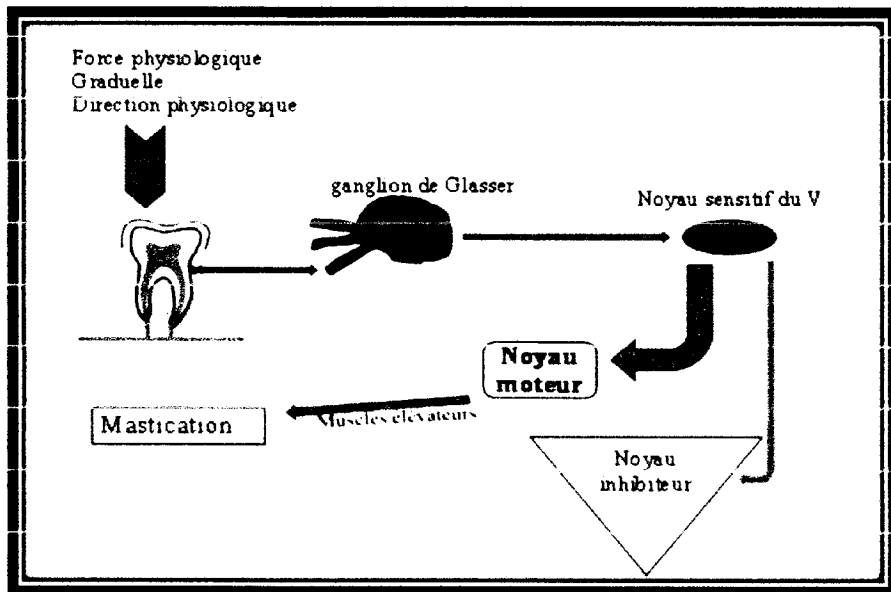 Force physiologique
Graduelle
Direction physiologique
ganglion de Glasser
Noyau sensitif du V
Noyau
moteur
Muscles élévateurs
Mastication
Noyau
inhibiteur